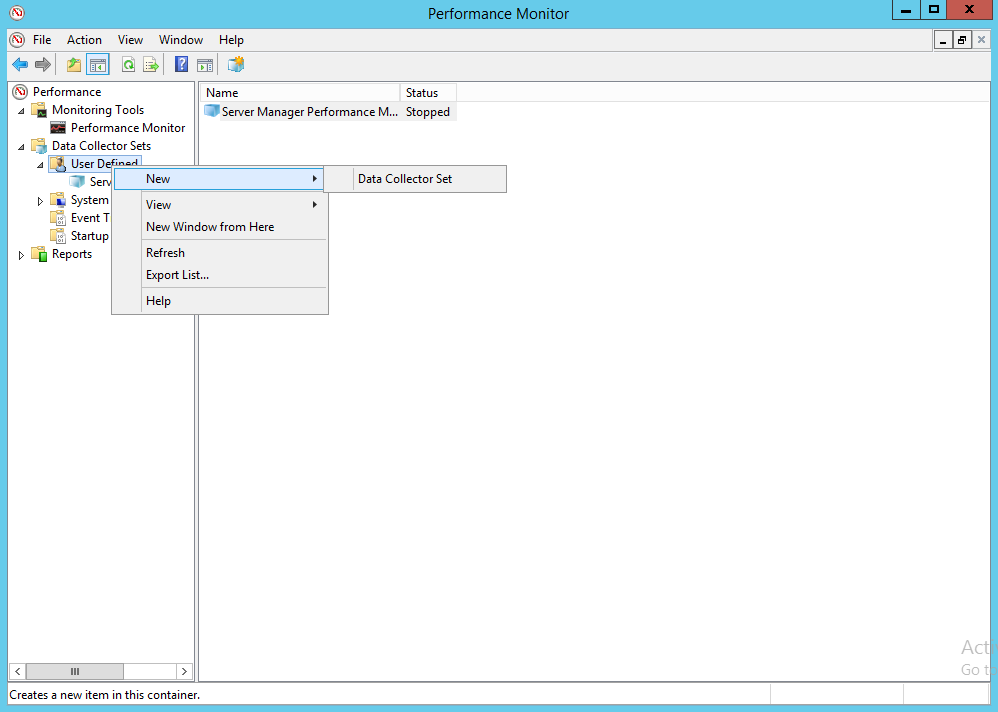 Performance Monitor
File Action View Window Help
Performance
Monitoring Tools
Performance Monitor
Data Collector Sets
User Defined
Serv
System
Event T
Startup
Reports
Name Status
Server Manager Performance M... Stopped
New
View
New Window from Here
Refresh
Export List...
Help
Data Collector Set
Act
Go to
Creates a new item in this container.